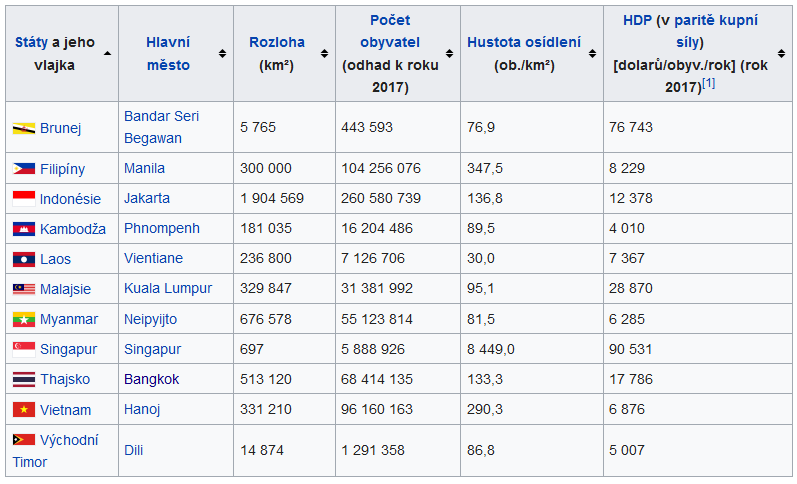 Státy a jeho vlajka
Hlavní město
Rozloha (km²)
Počet obyvatel (odhad k roku 2017)
Hustota osídlení (ob./km²)
HDP (v paritě kupní síly) [dolarů/obyv./rok] (rok 2017)[1]
Brunej Bandar Seri Begawan 5 765 443 593 76,9 76 743
Filipíny Manila 300 000 104 256 076 347,5 8 229
Indonésie Jakarta 1 904 569 260 580 739 136,8 12 378
Kambodža Phnompenh 181 035 16 204 486 89,5 4 010
Laos Vientiane 236 800 7 126 706 30,0 7 367
Malajsie Kuala Lumpur 329 847 31 381 992 95,1 28 870
Myanmar Neipyijto 676 578 55 123 814 81,5 6 285
Singapur Singapur 697 5 888 926 8 449,0 90 531
Thajsko Bangkok 513 120 68 414 135 133,3 17 786
Vietnam Hanoj 331 210 96 160 163 290,3 6 876
Východní Timor Dili 14 874 1 291 358 86,8 5 007